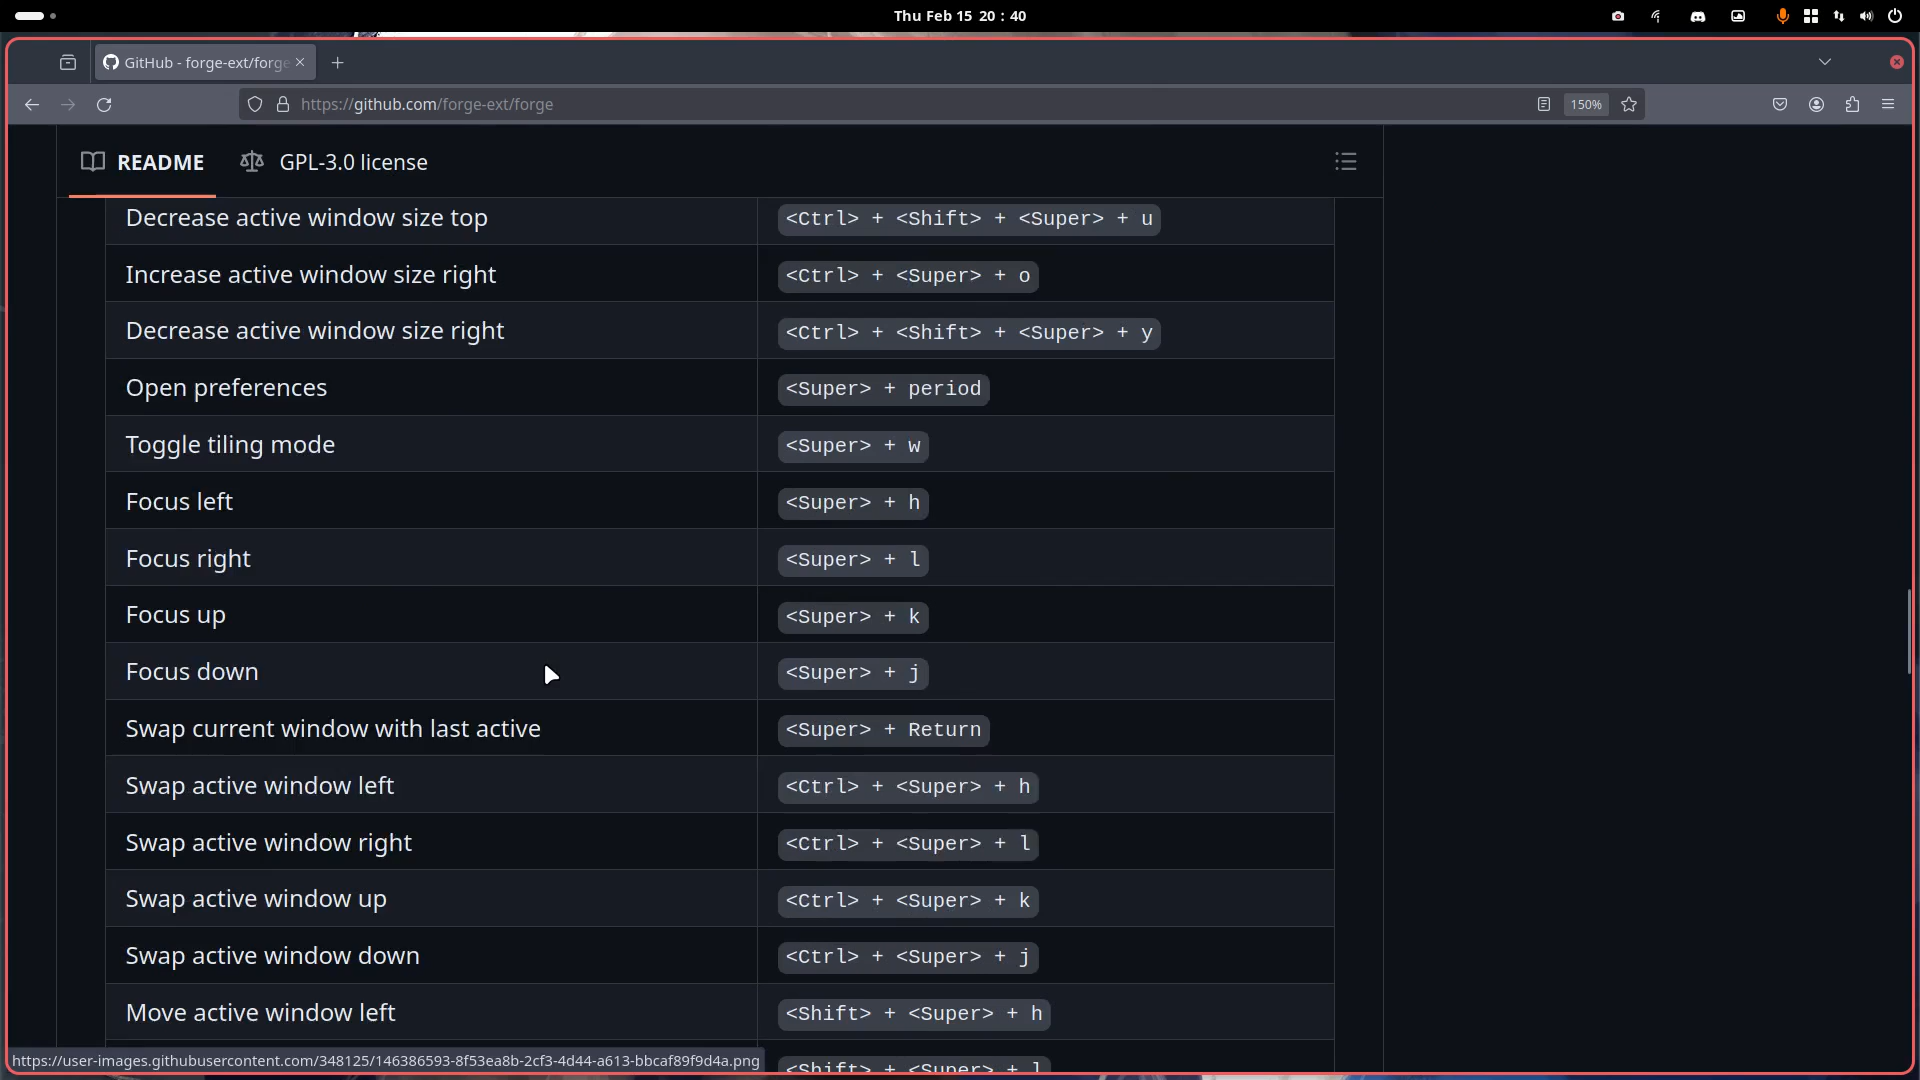 Thu Feb 15 20 : 40
GitHub - forge-ext/forge
https://github.com/forge-ext/forge
150%
README
GPL-3.0 license
Decrease active window size top <Ctrl> + <Shift> + <Super> + u
Increase active window size right <Ctrl> + <Super> + o
Decrease active window size right <Ctrl> + <Shift> + <Super> + y
Open preferences <Super> + period
Toggle tiling mode <Super> + w
Focus left <Super> + h
Focus right <Super> + l
Focus up <Super> + k
Focus down <Super> + j
Swap current window with last active <Super> + Return
Swap active window left <Ctrl> + <Super> + h
Swap active window right <Ctrl> + <Super> + l
Swap active window up <Ctrl> + <Super> + k
Swap active window down <Ctrl> + <Super> + j
Move active window left <Shift> + <Super> + h
<Shift> + <Super> + l
https://user-images.githubusercontent.com/348125/146386593-8f53ea8b-2cf3-4d44-a613-bbcaf89f9d4a.png